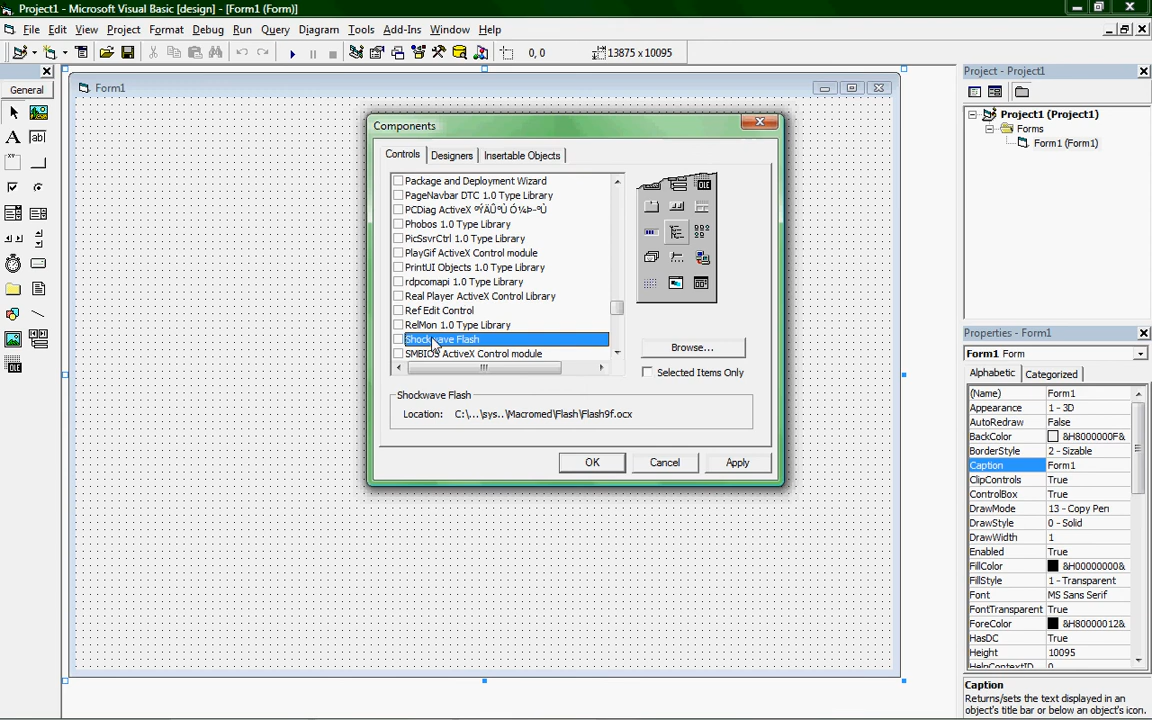 Project1 - Microsoft Visual Basic [design] - [Form1 (Form)]
File Edit View Project Format Debug Run Query Diagram Tools Add-Ins Window Help
0, 0
13875 x 10095
General
Form1
Components
Controls
Designers
Insertable Objects
Package and Deployment Wizard
PageNavbar DTC 1.0 Type Library
PCDiag ActiveX
Phobos 1.0 Type Library
PicSsvrCtrl 1.0 Type Library
PlayGif ActiveX Control module
PrintUI Objects 1.0 Type Library
rdpcomapi 1.0 Type Library
Real Player ActiveX Control Library
Ref Edit Control
RelMon 1.0 Type Library
Shockwave Flash
SMBIOS ActiveX Control module
OLE
Browse...
Selected Items Only
Shockwave Flash
Location: C:\...\sys..\Macromed\Flash\Flash9f.ocx
OK
Cancel
Apply
Project - Project1
Project1 (Project1)
Forms
Form1 (Form1)
Properties - Form1
Form1 Form
Alphabetic
Categorized
(Name) Form1
Appearance 1 - 3D
AutoRedraw False
BackColor &H8000000F&
BorderStyle 2 - Sizable
Caption Form1
ClipControls True
ControlBox True
DrawMode 13 - Copy Pen
DrawStyle 0 - Solid
DrawWidth 1
Enabled True
FillColor &H00000000&
FillStyle 1 - Transparent
Font MS Sans Serif
FontTransparent True
ForeColor &H80000012&
HasDC True
Height 10095
HelpContextID 0
Caption
Returns/sets the text displayed in an
object's title bar or below an object's icon.